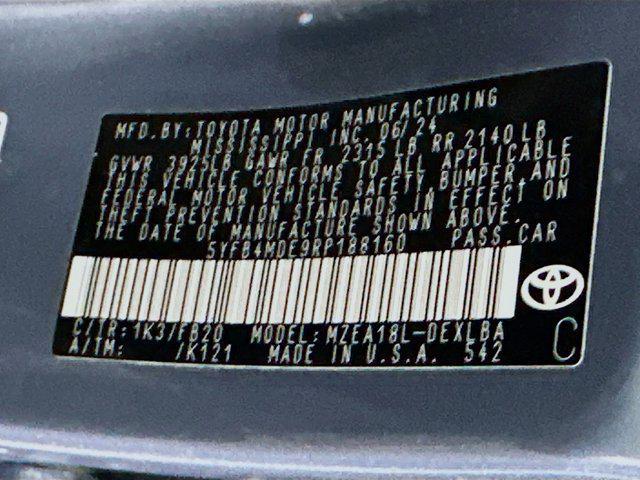 MFD. BY: TOYOTA MOTOR MANUFACTURING
MISSISSIPPI, INC. 06/24
GVWR 3925LB GAWR FR 2315 LB RR 2140 LB
THIS VEHICLE CONFORMS TO ALL APPLICABLE
FEDERAL MOTOR VEHICLE SAFETY, BUMPER, AND
THEFT PREVENTION STANDARDS IN EFFECT ON
THE DATE OF MANUFACTURE SHOWN ABOVE.
5YFB4MDE9RP188160 PASS. CAR
C/TR: 1K3/FB20 MODEL: MZEA18L-DEXLBA
A/TM: /K121 MADE IN U.S.A. 542
C